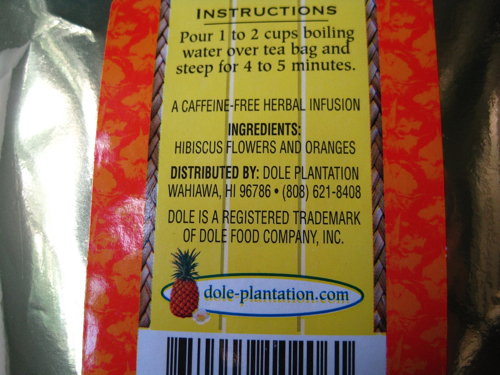 INSTRUCTIONS
Pour 1 to 2 cups boiling
water over tea bag and
steep for 4 to 5 minutes.
A CAFFEINE-FREE HERBAL INFUSION
INGREDIENTS:
HIBISCUS FLOWERS AND ORANGES
DISTRIBUTED BY: DOLE PLANTATION
WAHIAWA, HI 96786 • (808) 621-8408
DOLE IS A REGISTERED TRADEMARK
OF DOLE FOOD COMPANY, INC.
dole-plantation.com